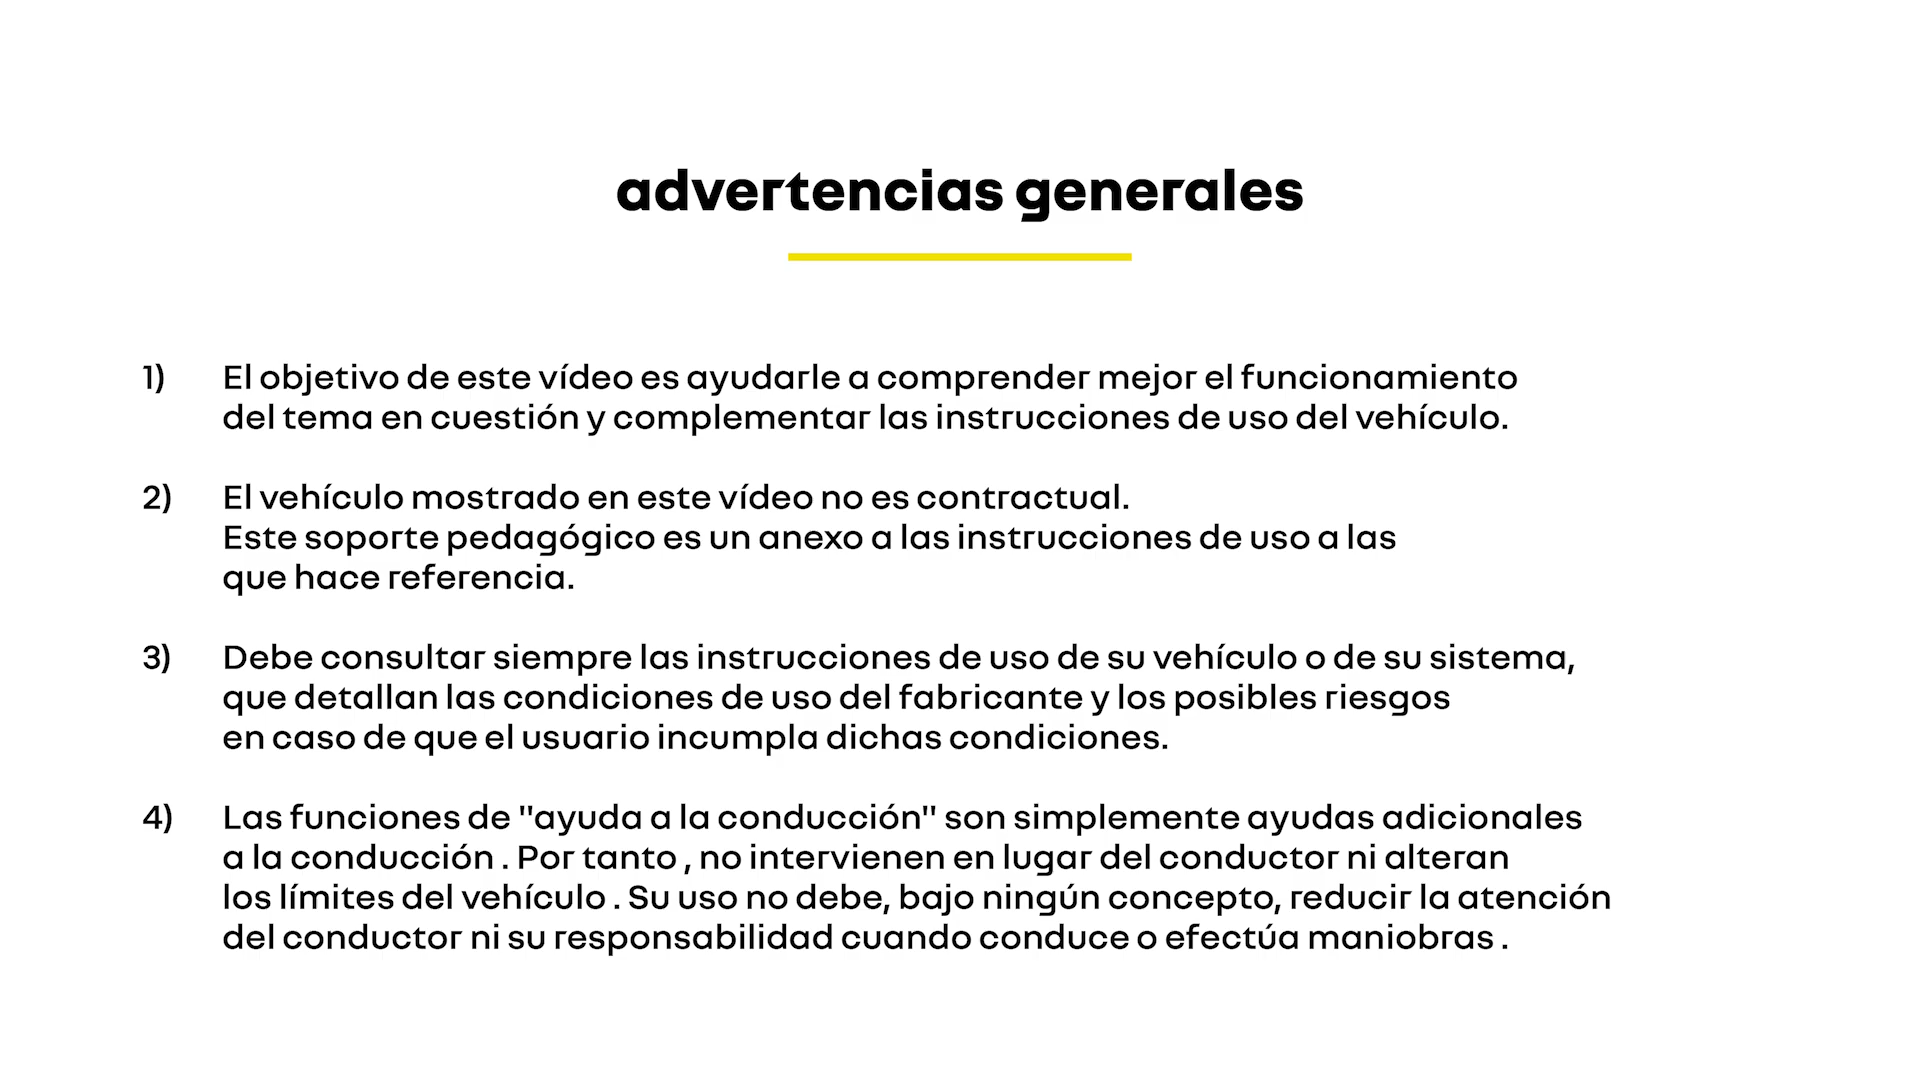 advertencias generales
1) El objetivo de este vídeo es ayudarle a comprender mejor el funcionamiento
del tema en cuestión y complementar las instrucciones de uso del vehículo.
2) El vehículo mostrado en este vídeo no es contractual.
Este soporte pedagógico es un anexo a las instrucciones de uso a las
que hace referencia.
3) Debe consultar siempre las instrucciones de uso de su vehículo o de su sistema,
que detallan las condiciones de uso del fabricante y los posibles riesgos
en caso de que el usuario incumpla dichas condiciones.
4) Las funciones de "ayuda a la conducción" son simplemente ayudas adicionales
a la conducción . Por tanto , no intervienen en lugar del conductor ni alteran
los límites del vehículo . Su uso no debe, bajo ningún concepto, reducir la atención
del conductor ni su responsabilidad cuando conduce o efectúa maniobras .